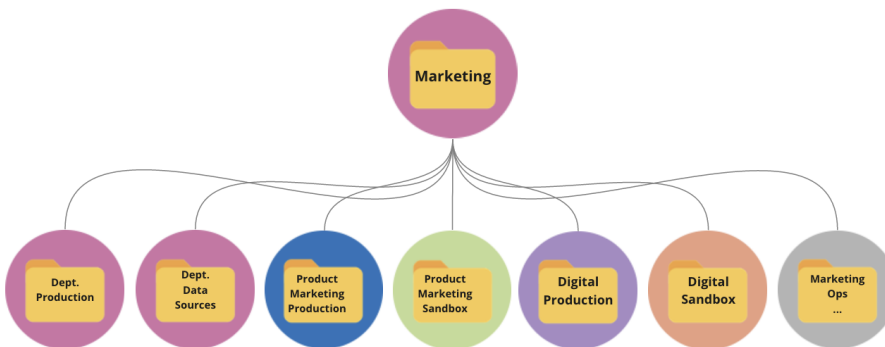 Marketing
Dept.
Production
Dept.
Data
Sources
Product
Marketing
Production
Product
Marketing
Sandbox
Digital
Production
Digital
Sandbox
Marketing
Ops
...